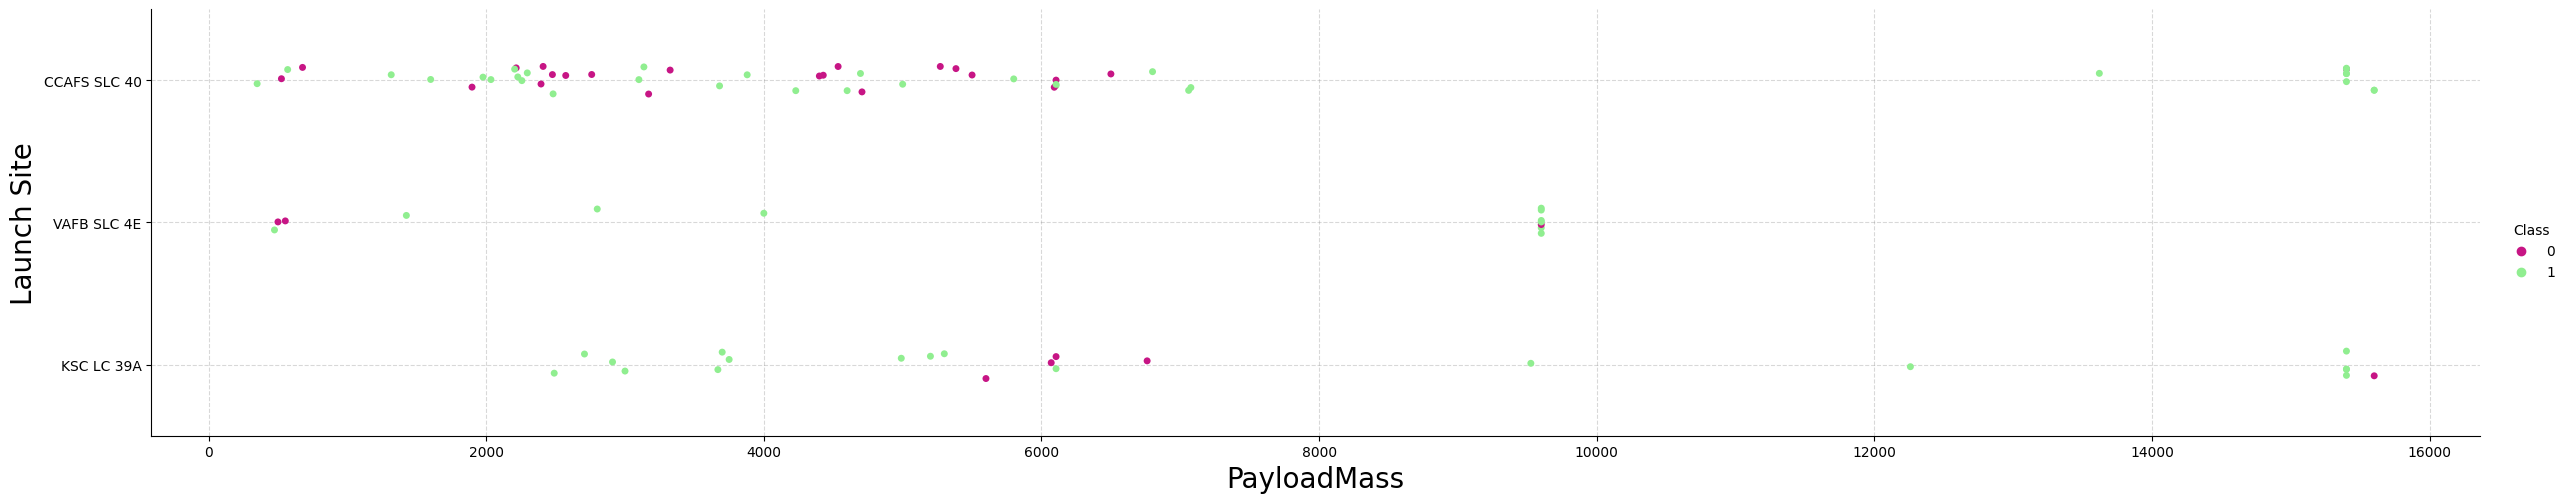 Launch Site
CCAFS SLC 40
VAFB SLC 4E
KSC LC 39A
0 2000 4000 6000 8000 10000 12000 14000 16000
PayloadMass
Class
0
1